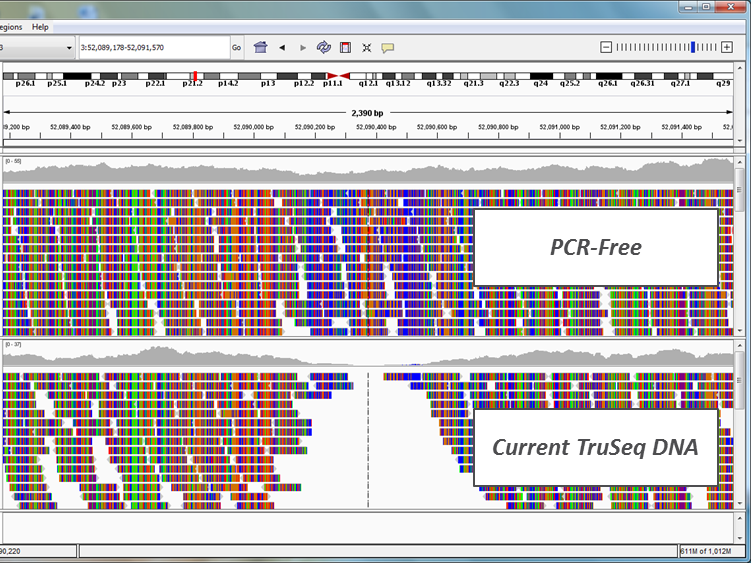 egions Help
3 3:52,089,178-52,091,570 Go
p26.1 p25.1 p24.2 p23 p22.1 p21.2 p14.2 p13 p12.2 p11.1 q12.1 q13.12 q13.32 q21.3 q22.3 q24 q25.2 q26.1 q26.31 q27.1 q29
2,390 bp
39,200 bp 52,089,400 bp 52,089,600 bp 52,089,800 bp 52,090,000 bp 52,090,200 bp 52,090,400 bp 52,090,600 bp 52,090,800 bp 52,091,000 bp 52,091,200 bp 52,091,400 bp 52,
[0 - 55]
PCR-Free
[0 - 37]
Current TruSeq DNA
90,220 611M of 1,012M